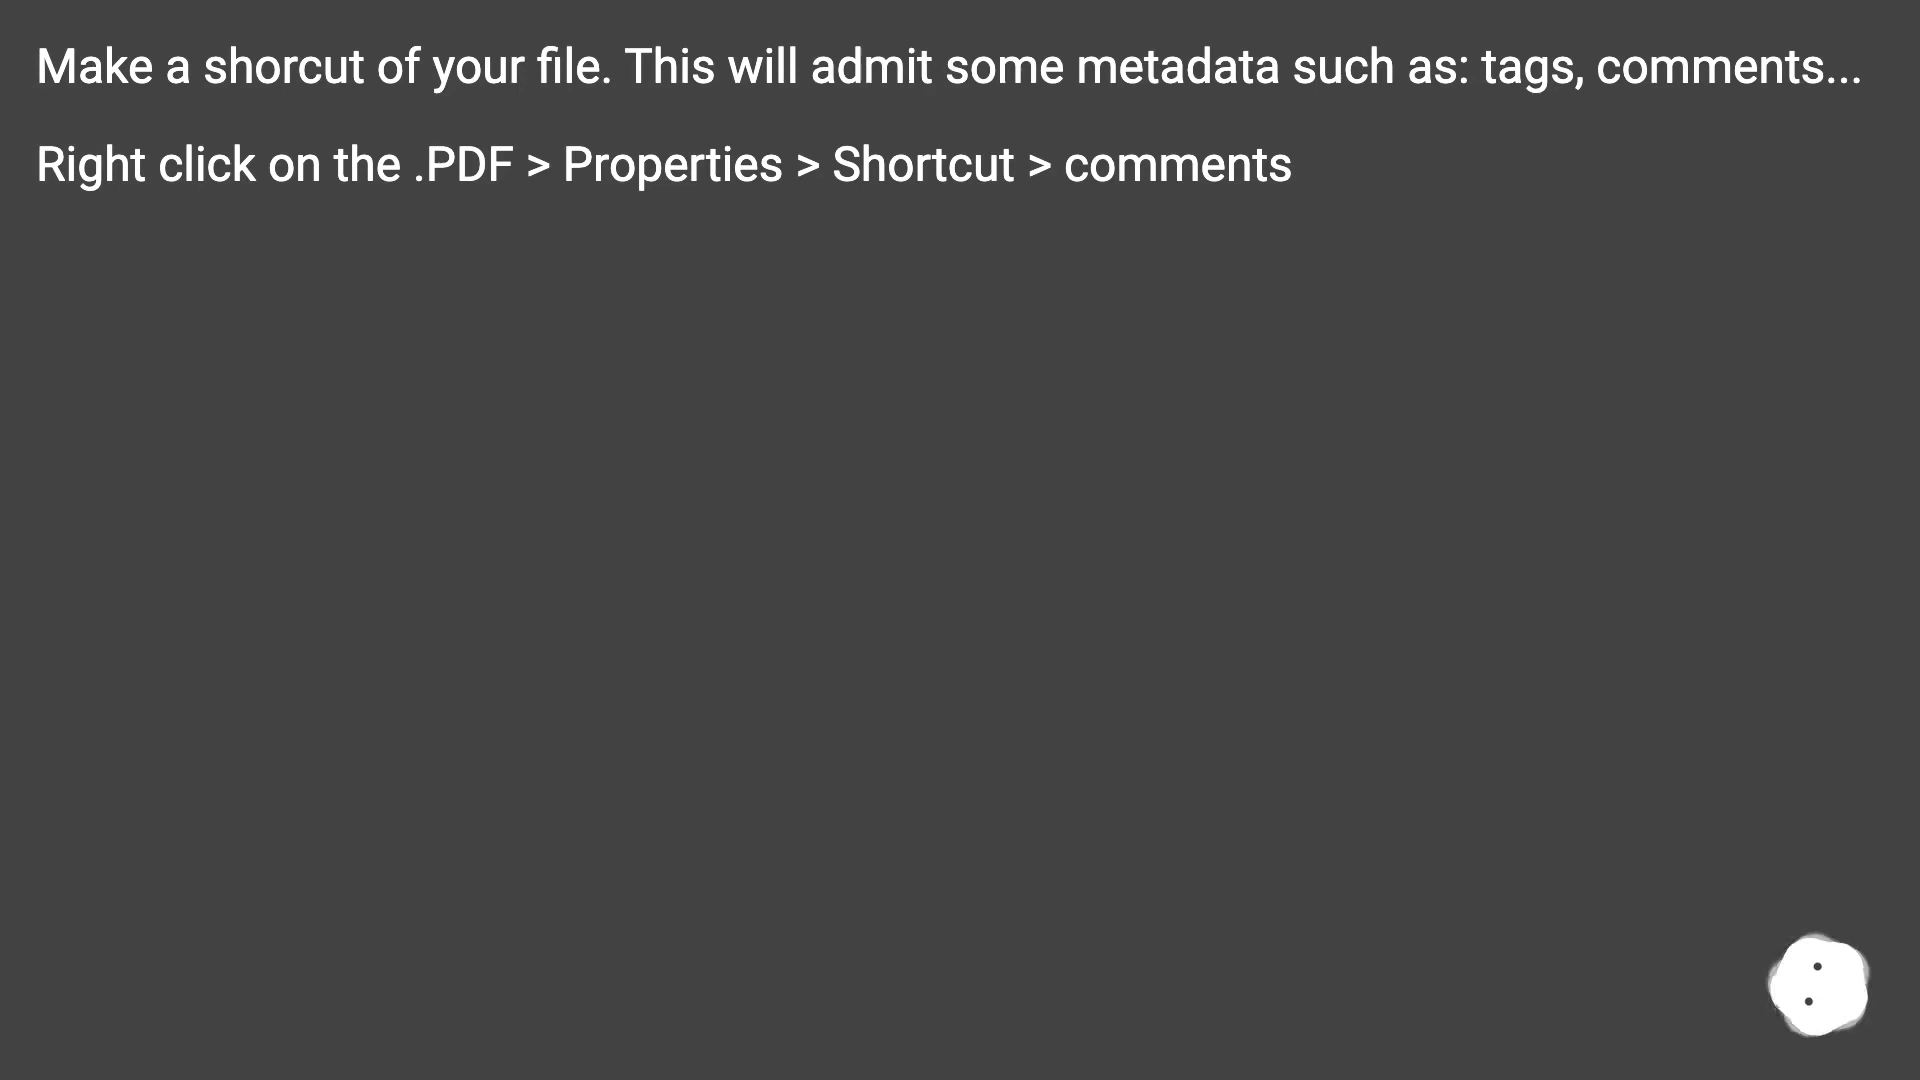 Make a shorcut of your file. This will admit some metadata such as: tags, comments...
Right click on the .PDF > Properties > Shortcut > comments